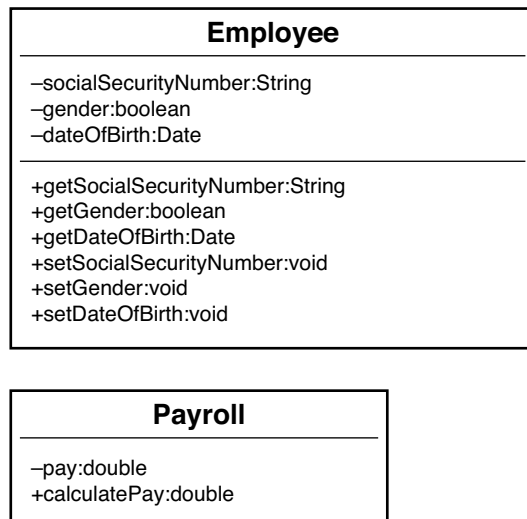 Employee
–socialSecurityNumber:String
–gender:boolean
–dateOfBirth:Date
+getSocialSecurityNumber:String
+getGender:boolean
+getDateOfBirth:Date
+setSocialSecurityNumber:void
+setGender:void
+setDateOfBirth:void
Payroll
–pay:double
+calculatePay:double